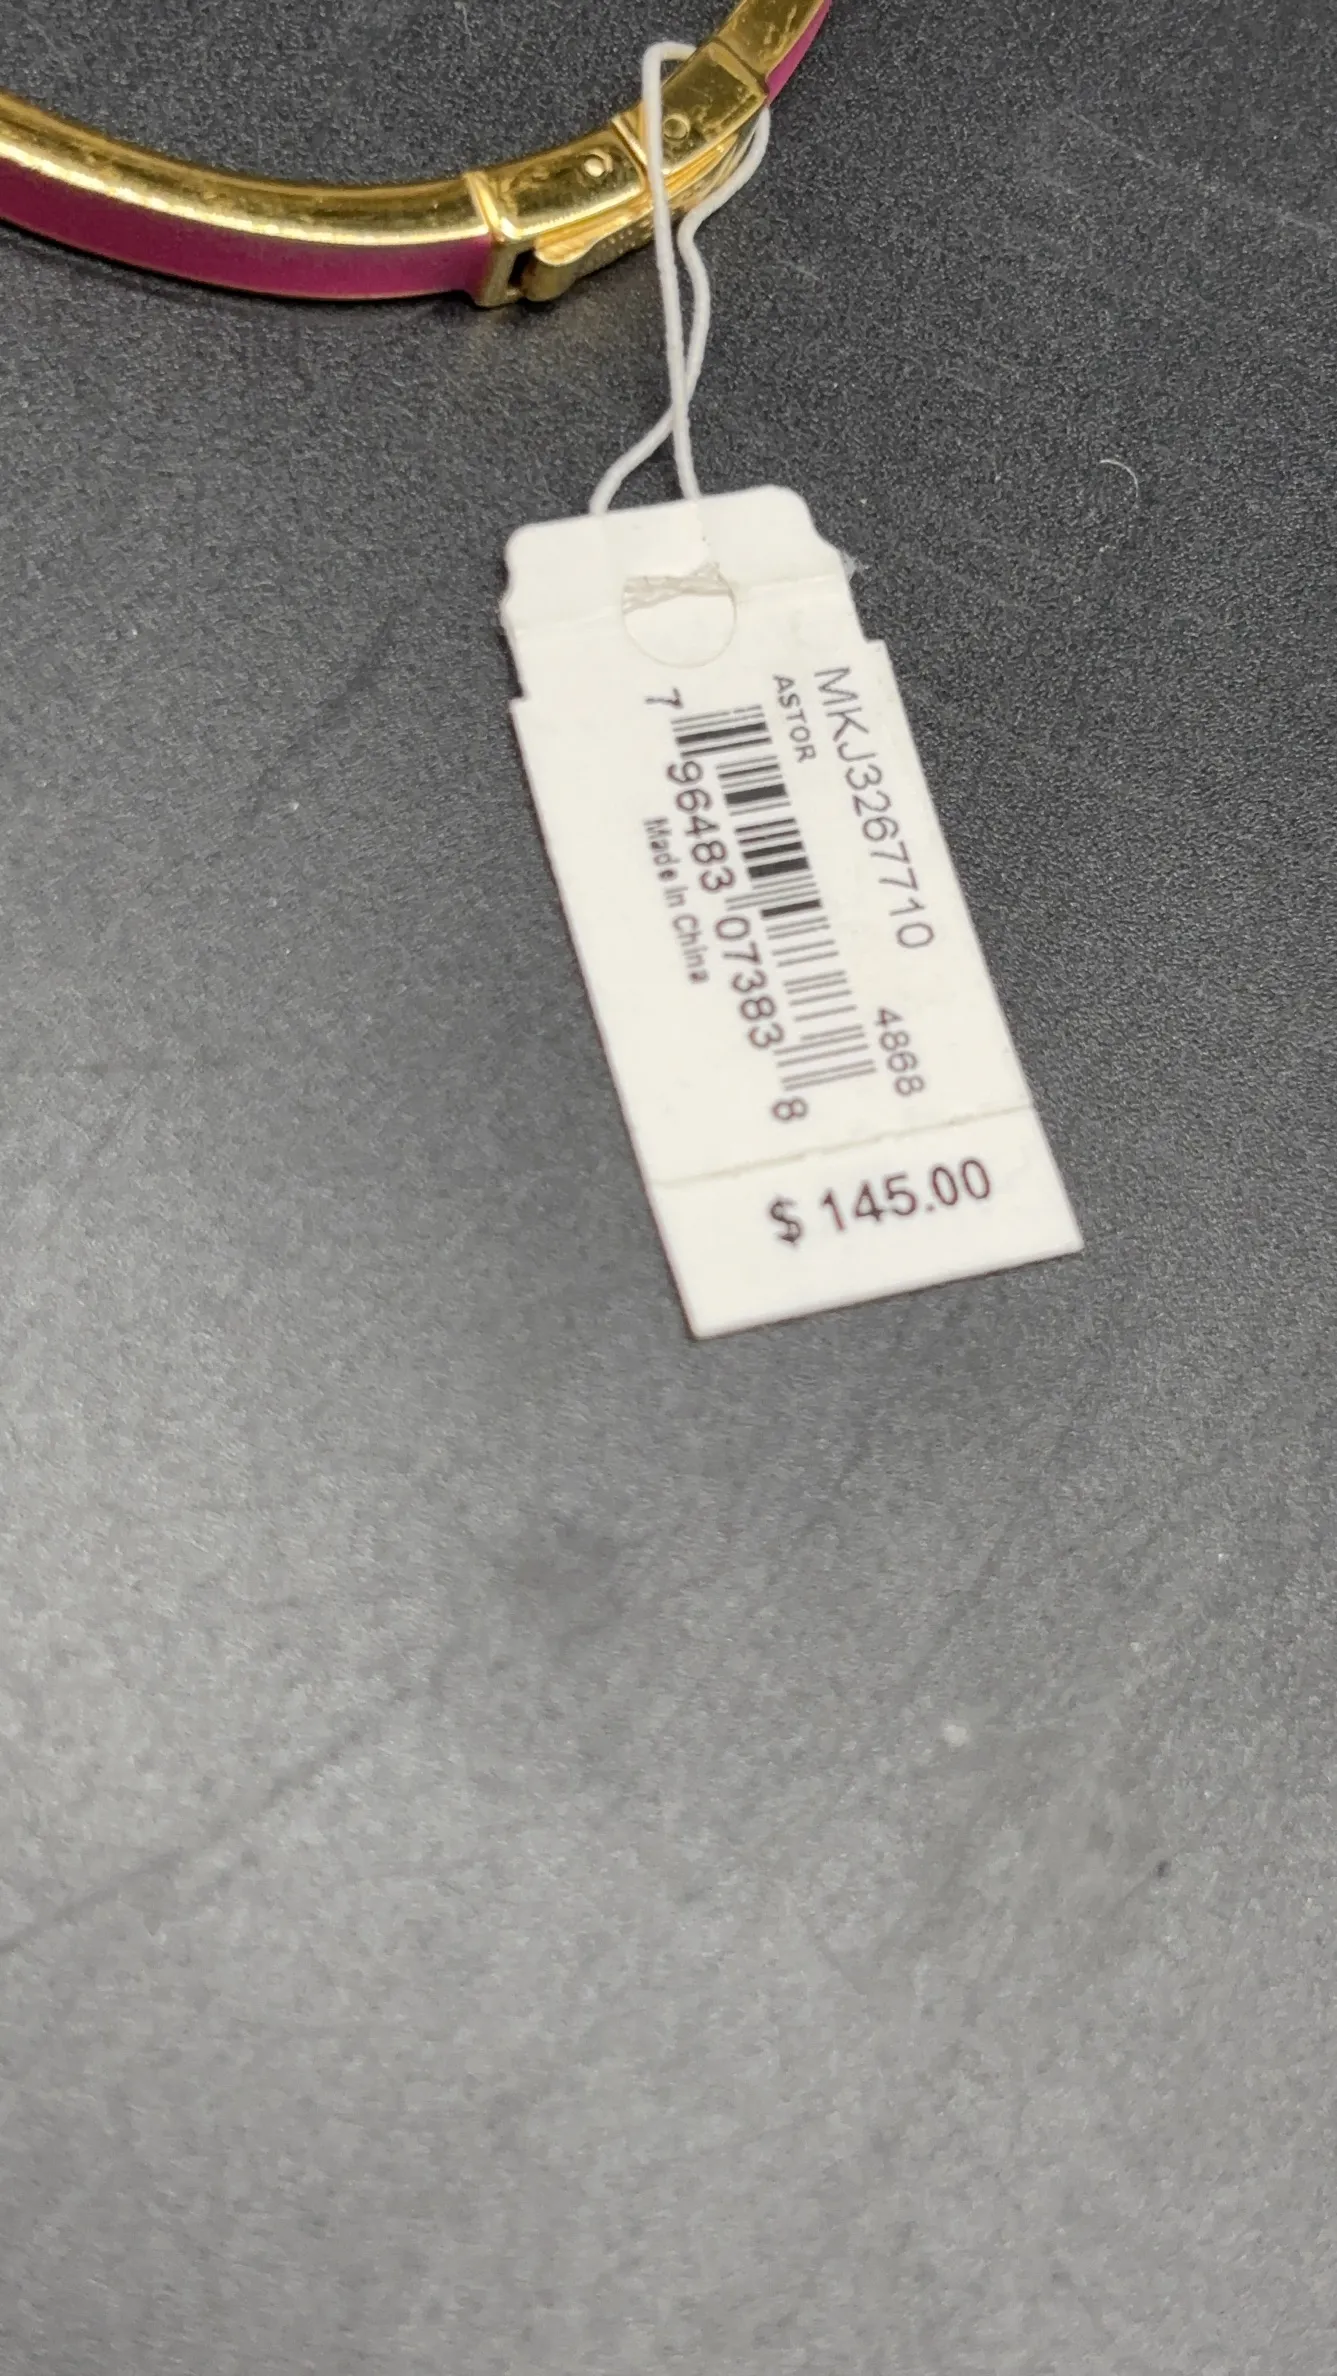 MKJ3267710
ASTOR
4868
7 96483 07383 8
Made In China
$ 145.00